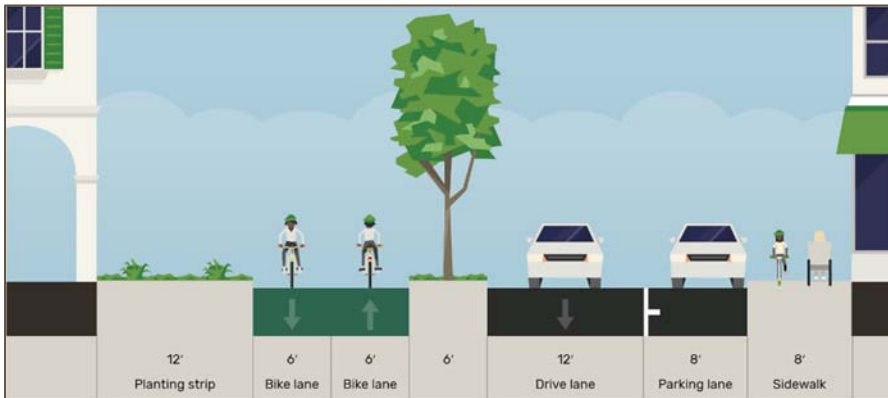 12′ 6′ 6′ 6′ 12′ 8′ 8′
Planting strip Bike lane Bike lane Drive lane Parking lane Sidewalk